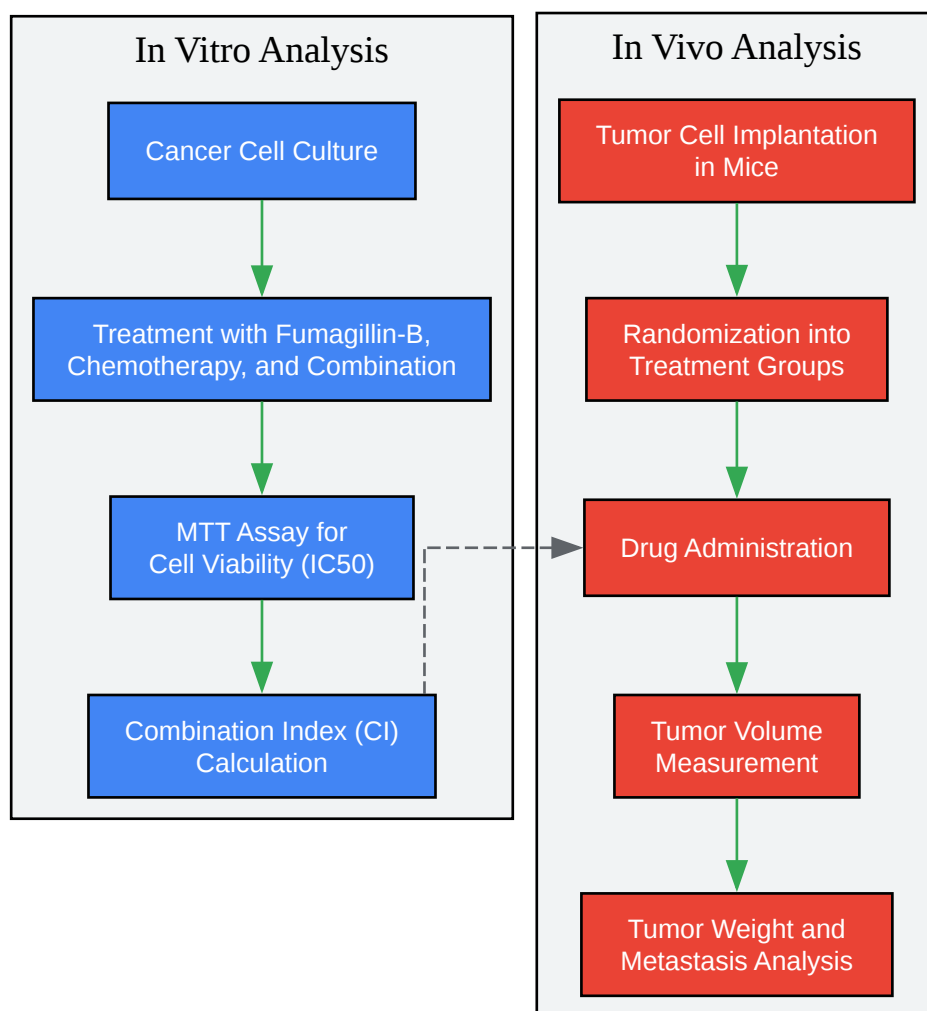 In Vitro Analysis
Cancer Cell Culture
Treatment with Fumagillin-B,
Chemotherapy, and Combination
MTT Assay for
Cell Viability (IC50)
Combination Index (CI)
Calculation
In Vivo Analysis
Tumor Cell Implantation
in Mice
Randomization into
Treatment Groups
Drug Administration
Tumor Volume
Measurement
Tumor Weight and
Metastasis Analysis